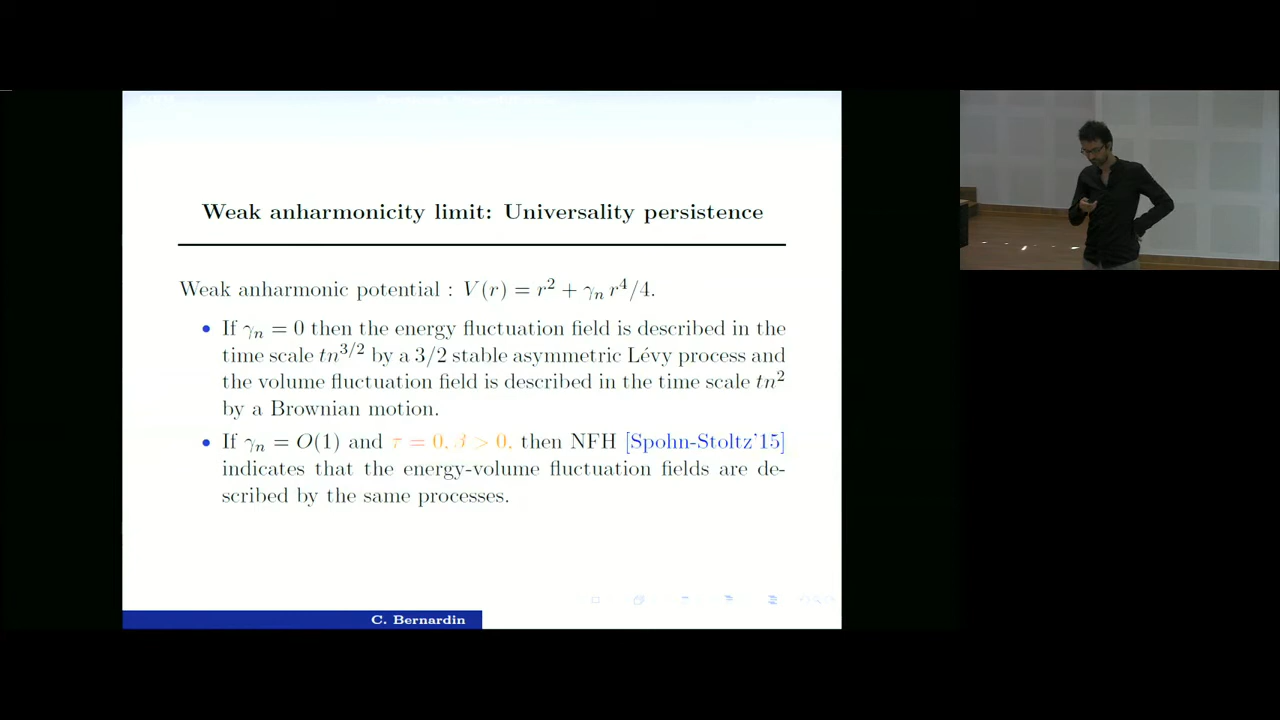 Weak anharmonicity limit: Universality persistence
Weak anharmonic potential : V(r) = r² + γₙ r⁴/4.
• If γₙ = 0 then the energy fluctuation field is described in the
time scale tn^{3/2} by a 3/2 stable asymmetric Lévy process and
the volume fluctuation field is described in the time scale tn²
by a Brownian motion.
• If γₙ = O(1) and τ = 0, β > 0, then NFH [Spohn-Stoltz'15]
indicates that the energy-volume fluctuation fields are de-
scribed by the same processes.
C. Bernardin